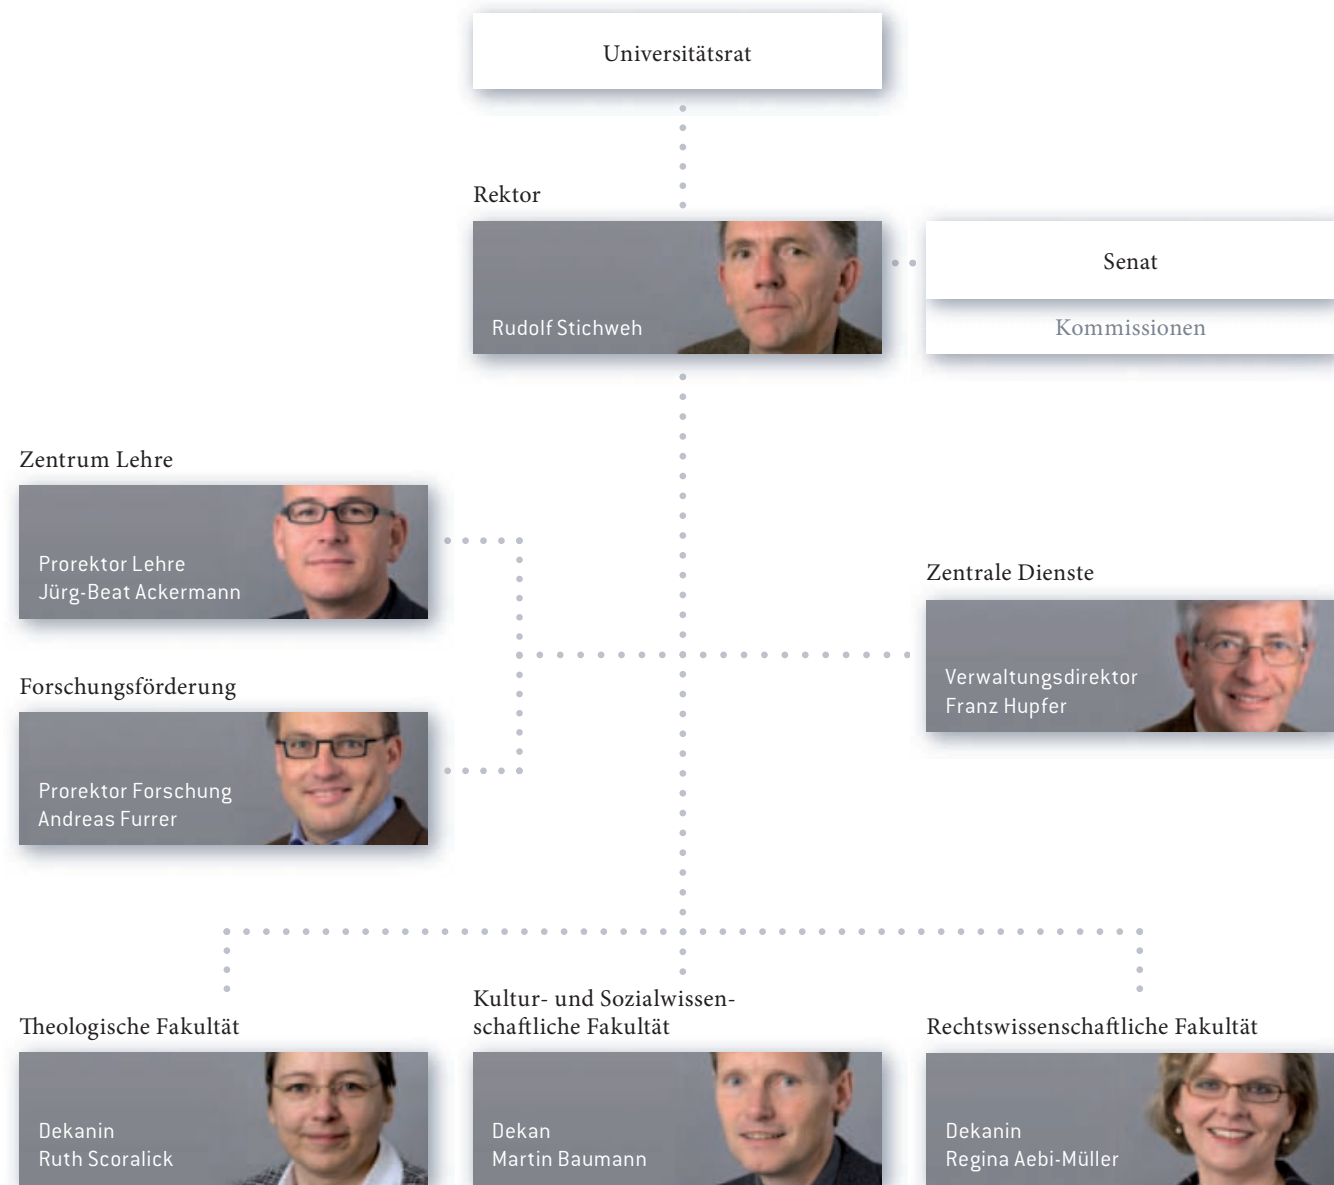 Universitätsrat
Rektor
Rudolf Stichweh
Senat
Kommissionen
Zentrum Lehre
Prorektor Lehre
Jürg-Beat Ackermann
Zentrale Dienste
Verwaltungsdirektor
Franz Hupfer
Forschungsförderung
Prorektor Forschung
Andreas Furrer
Theologische Fakultät
Dekanin
Ruth Scoralick
Kultur- und Sozialwissen-
schaftliche Fakultät
Dekan
Martin Baumann
Rechtswissenschaftliche Fakultät
Dekanin
Regina Aebi-Müller